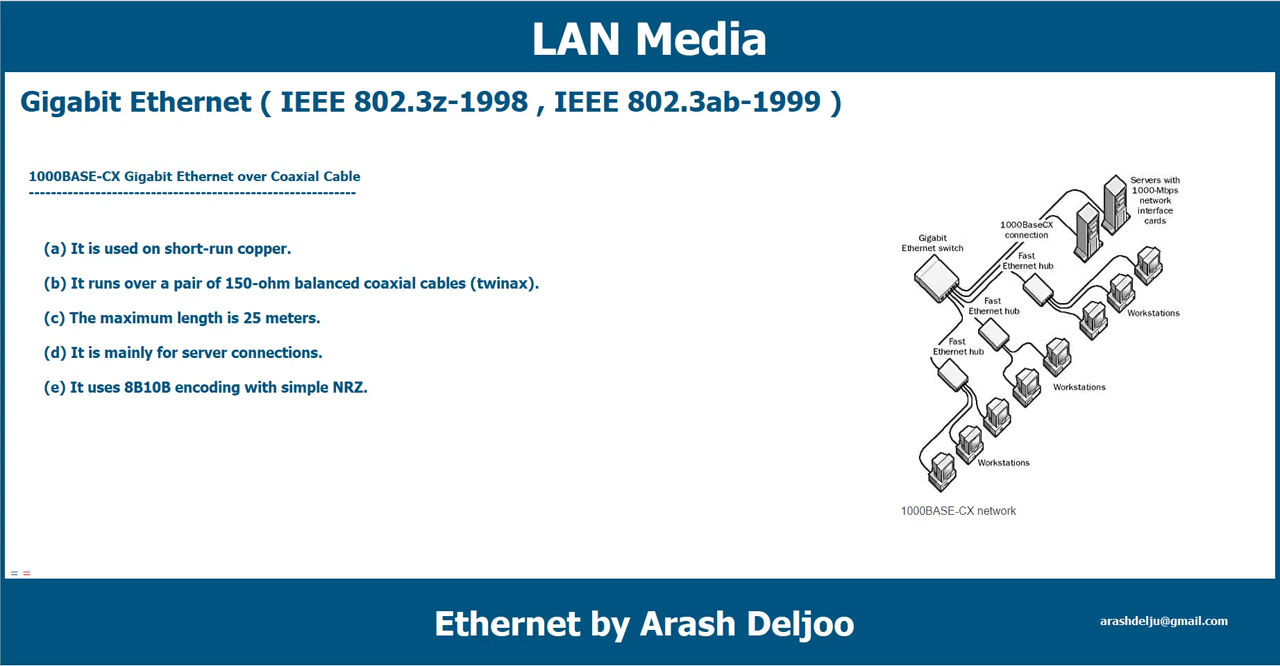 LAN Media
Gigabit Ethernet ( IEEE 802.3z-1998 , IEEE 802.3ab-1999 )
1000BASE-CX Gigabit Ethernet over Coaxial Cable
-----------------------------------------------------------
(a) It is used on short-run copper.
(b) It runs over a pair of 150-ohm balanced coaxial cables (twinax).
(c) The maximum length is 25 meters.
(d) It is mainly for server connections.
(e) It uses 8B10B encoding with simple NRZ.
Servers with
1000-Mbps
network
interface
cards
1000BaseCX
connection
Gigabit
Ethernet switch
Fast
Ethernet hub
Workstations
Fast
Ethernet hub
Workstations
Fast
Ethernet hub
Workstations
1000BASE-CX network
= =
Ethernet by Arash Deljoo
arashdelju@gmail.com